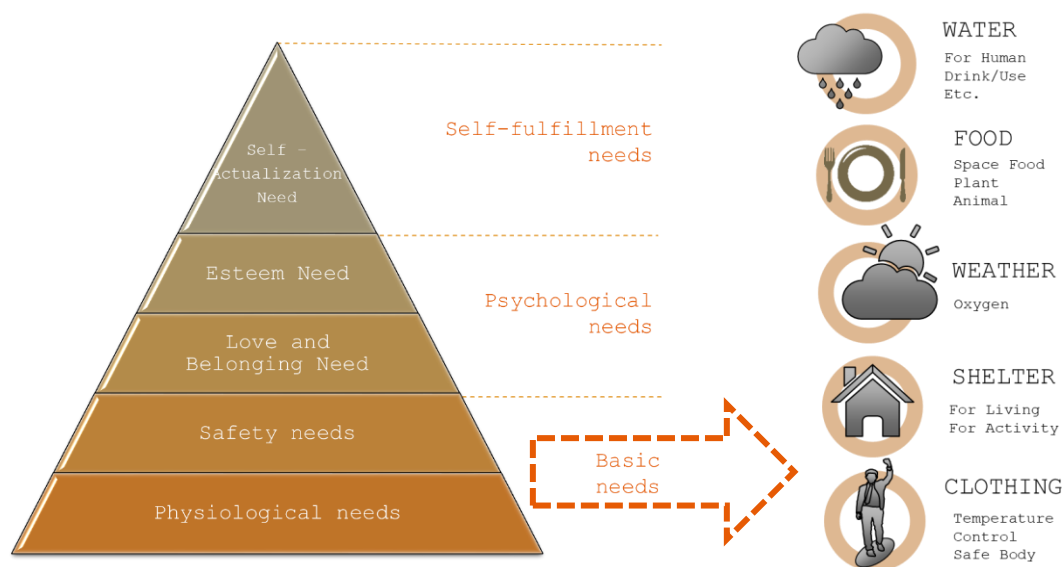 Self –
Actualization
Need
Esteem Need
Love and
Belonging Need
Safety needs
Physiological needs
Self-fulfillment
needs
Psychological
needs
Basic
needs
WATER
For Human
Drink/Use
Etc.
FOOD
Space Food
Plant
Animal
WEATHER
Oxygen
SHELTER
For Living
For Activity
CLOTHING
Temperature
Control
Safe Body